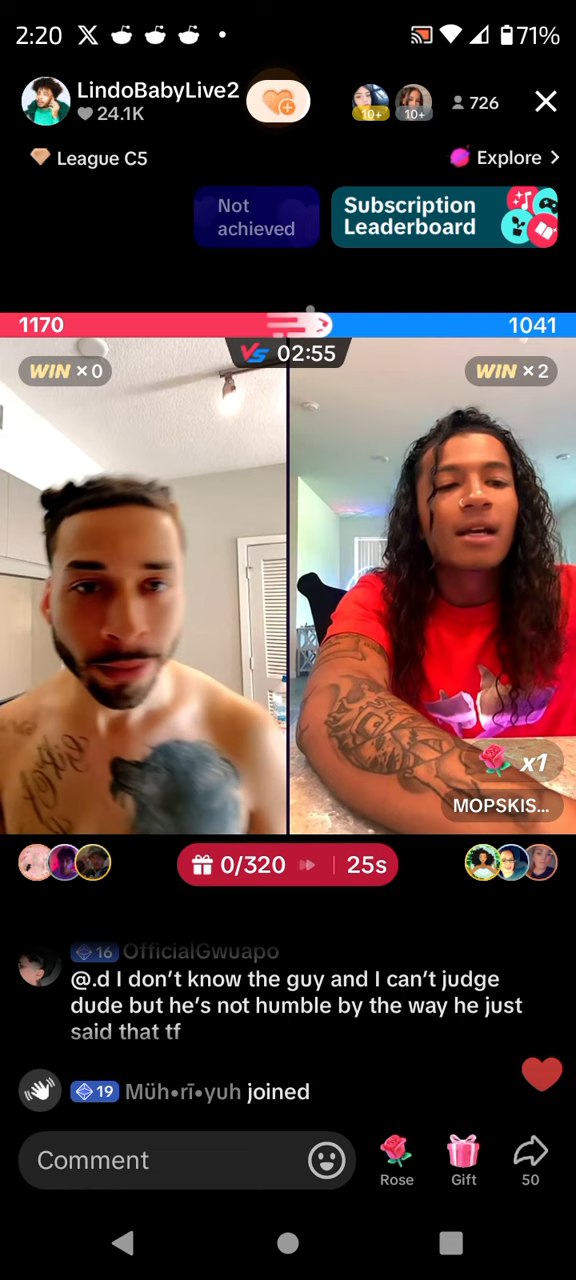 2:20
71%
LindoBabyLive2
24.1K
10+
10+
726
League C5
Explore >
Not
achieved
Subscription
Leaderboard
1170
1041
VS 02:55
WIN × 0
WIN × 2
x1
MOPSKIS...
0/320
25s
16 OfficialGwuapo
@.d I don’t know the guy and I can’t judge
dude but he’s not humble by the way he just
said that tf
19 Müh•rī•yuh joined
Comment
Rose
Gift
50